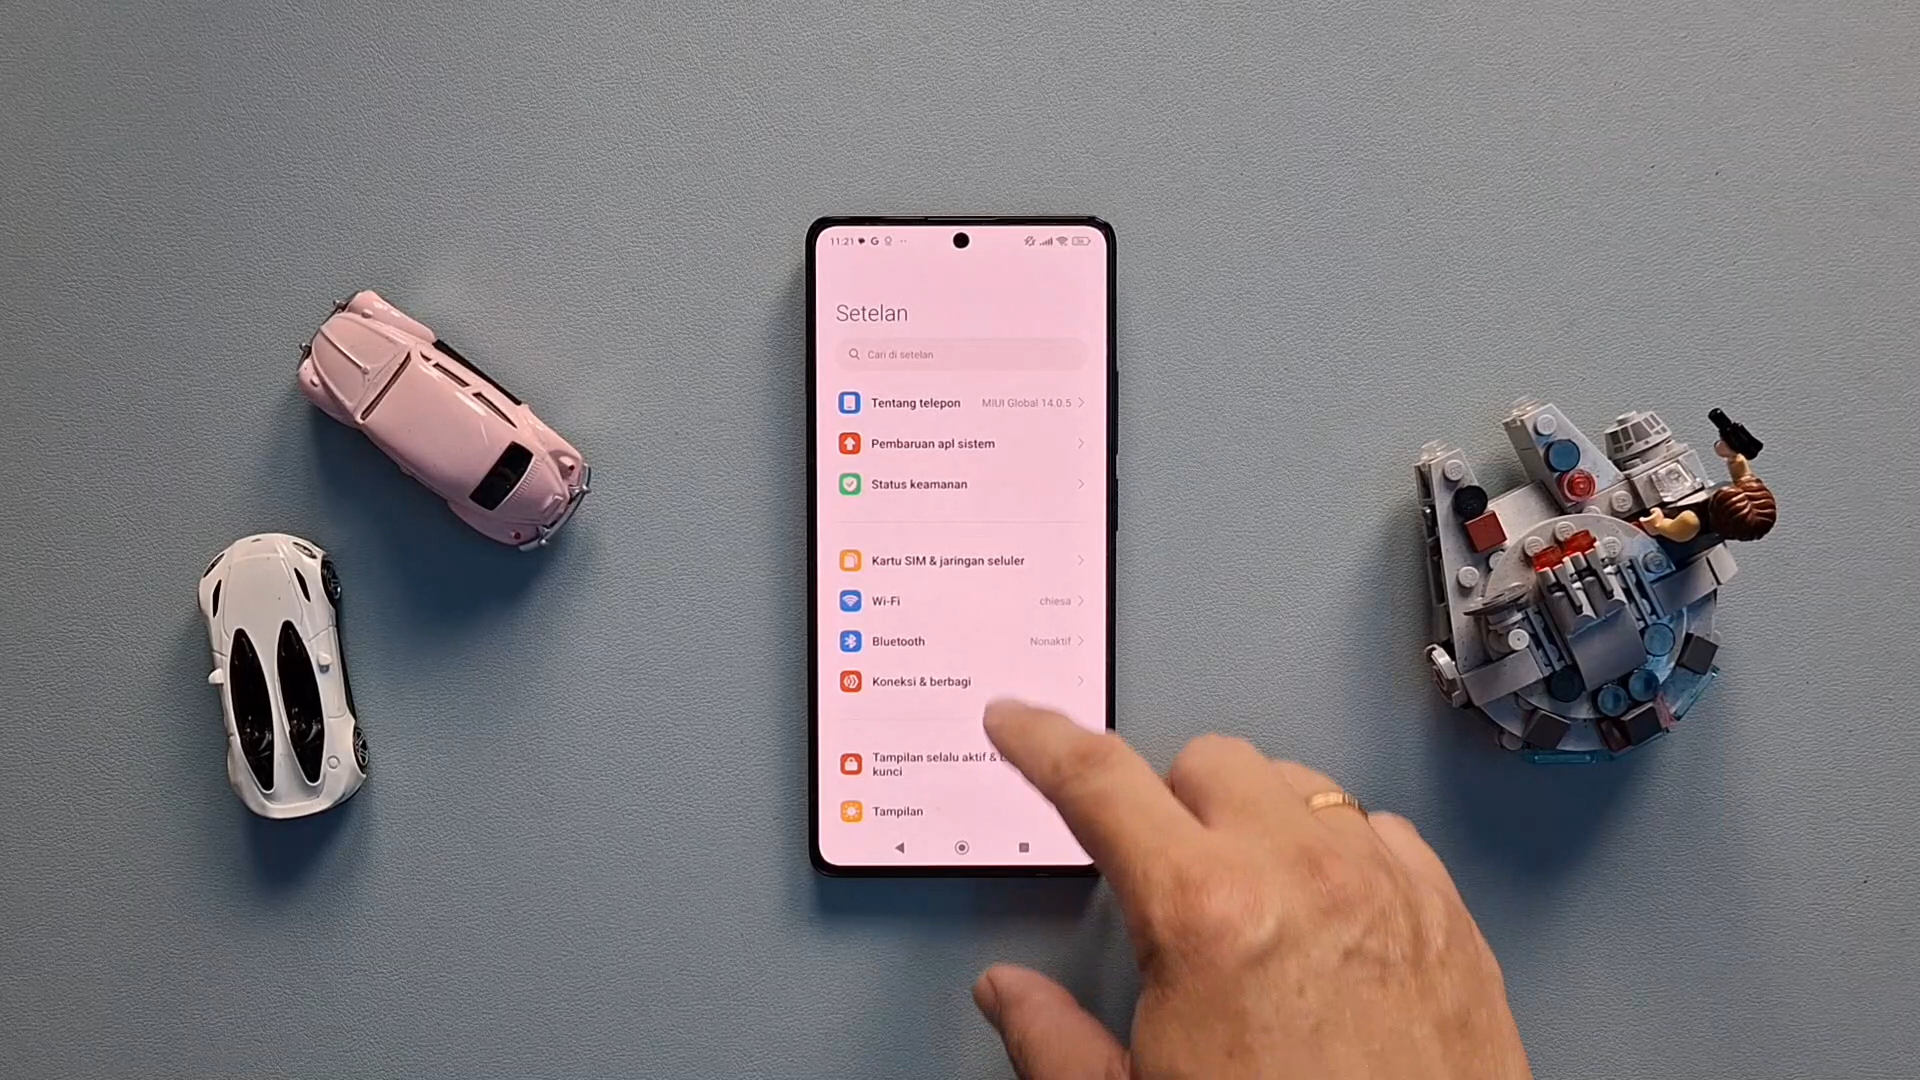 11:21
Setelan
Cari di setelan
Tentang telepon MIUI Global 14.0.5
Pembaruan apl sistem
Status keamanan
Kartu SIM & jaringan seluler
Wi-Fi chiesa
Bluetooth Nonaktif
Koneksi & berbagi
Tampilan selalu aktif &
kunci
Tampilan